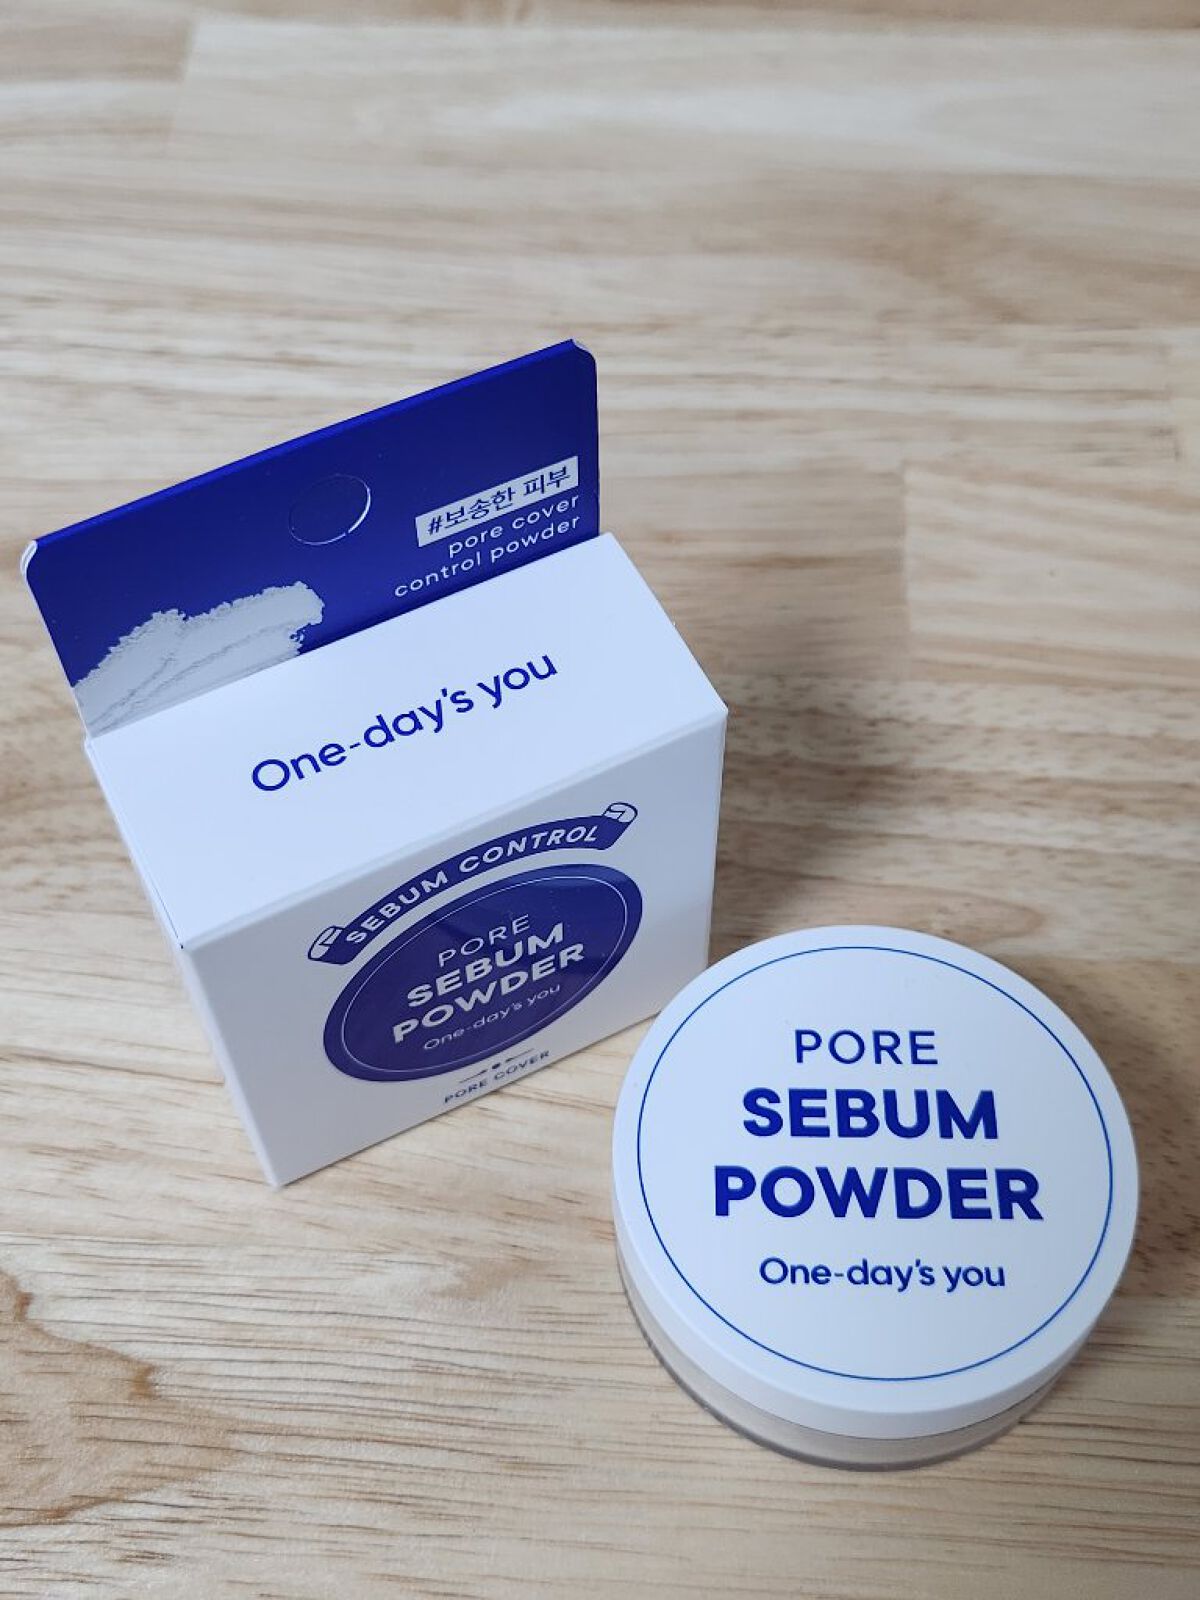 #보송한 피부
pore cover
control powder
One-day's you
SEBUM CONTROL
PORE
SEBUM
POWDER
One-day's you
PORE COVER
PORE
SEBUM
POWDER
One-day's you